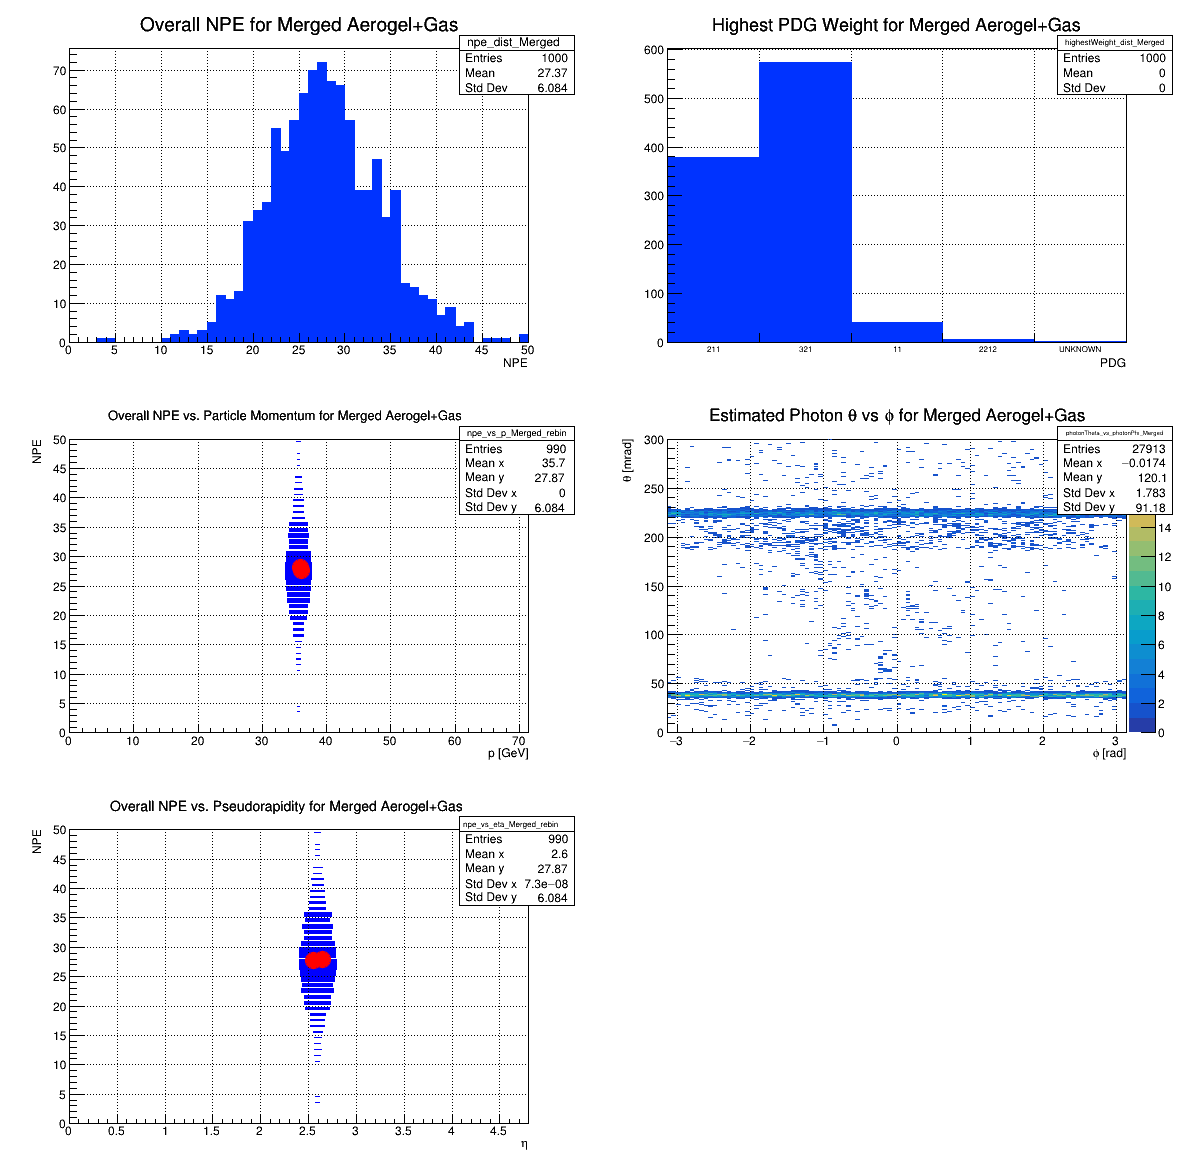 Overall NPE for Merged Aerogel+Gas
npe_dist_Merged
Entries 1000
Mean 27.37
Std Dev 6.084
70
60
50
40
30
20
10
0
0 5 10 15 20 25 30 35 40 45 50
NPE
Highest PDG Weight for Merged Aerogel+Gas
highestWeight_dist_Merged
Entries 1000
Mean 0
Std Dev 0
600
500
400
300
200
100
0
211 321 11 2212 UNKNOWN
PDG
Overall NPE vs. Particle Momentum for Merged Aerogel+Gas
npe_vs_p_Merged_rebin
Entries 990
Mean x 35.7
Mean y 27.87
Std Dev x 0
Std Dev y 6.084
NPE
50
45
40
35
30
25
20
15
10
5
0
0 10 20 30 40 50 60 70
p [GeV]
Estimated Photon θ vs ϕ for Merged Aerogel+Gas
photonTheta_vs_photonPhi_Merged
Entries 27913
Mean x −0.0174
Mean y 120.1
Std Dev x 1.783
Std Dev y 91.18
θ [mrad]
300
250
200
150
100
50
0
−3 −2 −1 0 1 2 3
ϕ [rad]
14
12
10
8
6
4
2
0
Overall NPE vs. Pseudorapidity for Merged Aerogel+Gas
npe_vs_eta_Merged_rebin
Entries 990
Mean x 2.6
Mean y 27.87
Std Dev x 7.3e−08
Std Dev y 6.084
NPE
50
45
40
35
30
25
20
15
10
5
0
0 0.5 1 1.5 2 2.5 3 3.5 4 4.5
η